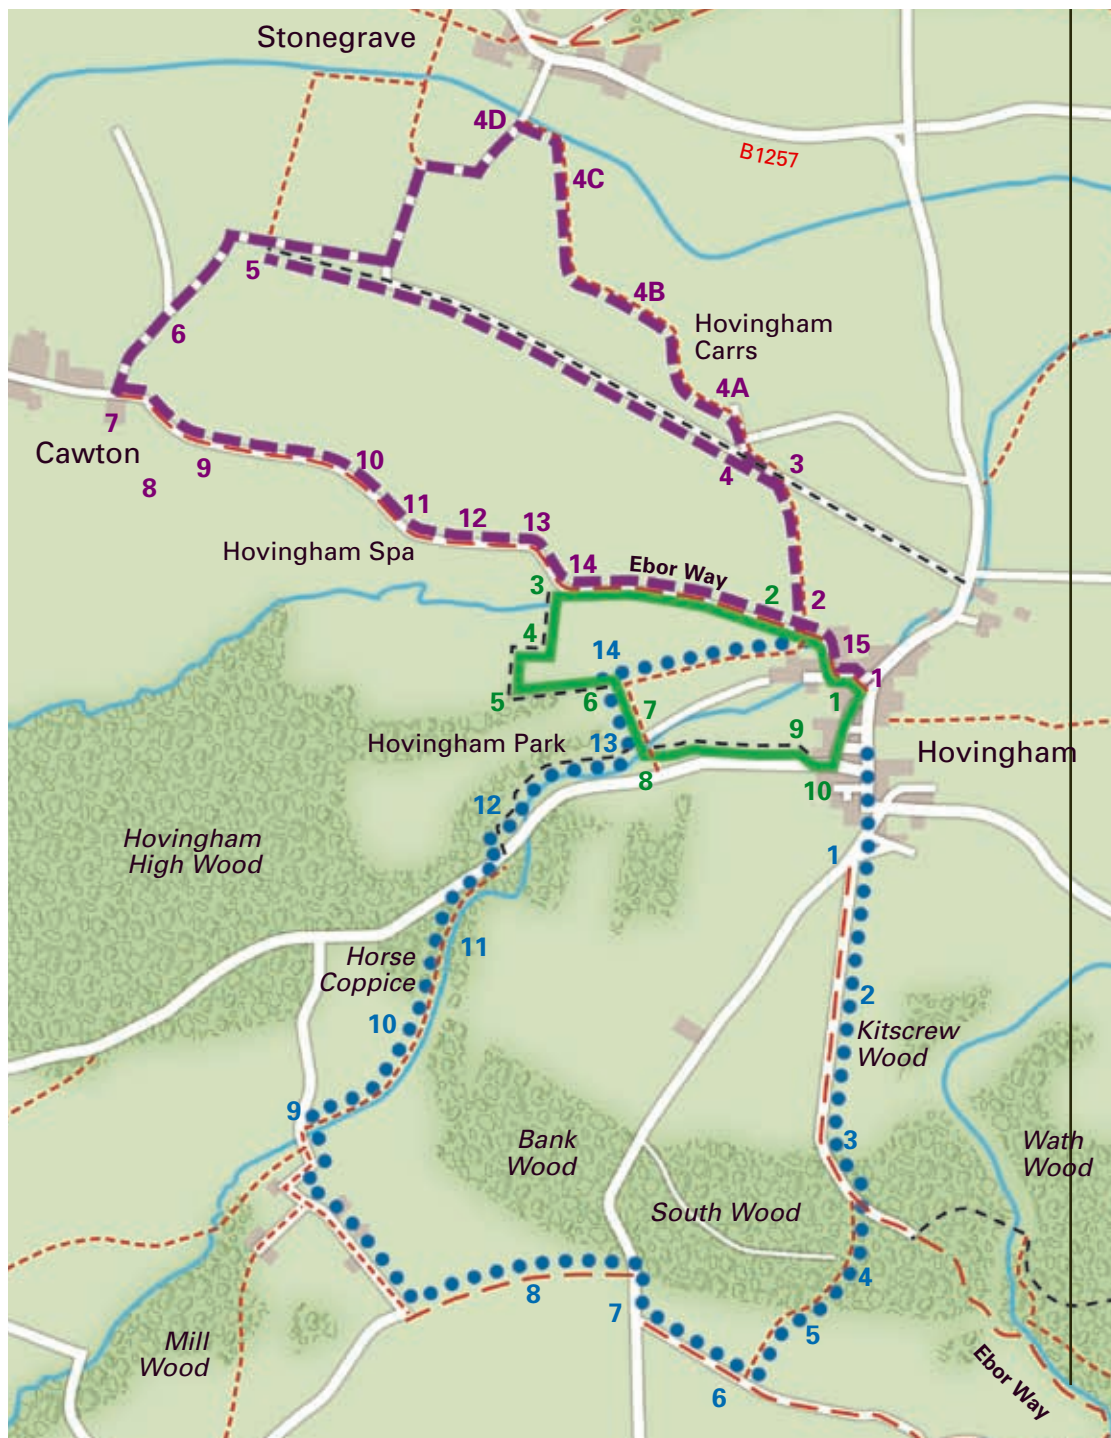 Stonegrave
4D
B1257
4C
5
4B
Hovingham
Carrs
6
4A
7
Cawton
9
8
10
3
4
11
12
13
Hovingham Spa
14
Ebor Way
3
2
2
4
15
14
1
5
6
7
1
Hovingham Park
13
9
Hovingham
8
10
12
Hovingham
High Wood
1
11
Horse
Coppice
2
10
Kitscrew
Wood
9
3
Bank
Wood
Wath
Wood
South Wood
4
8
7
5
Mill
Wood
Ebor Way
6